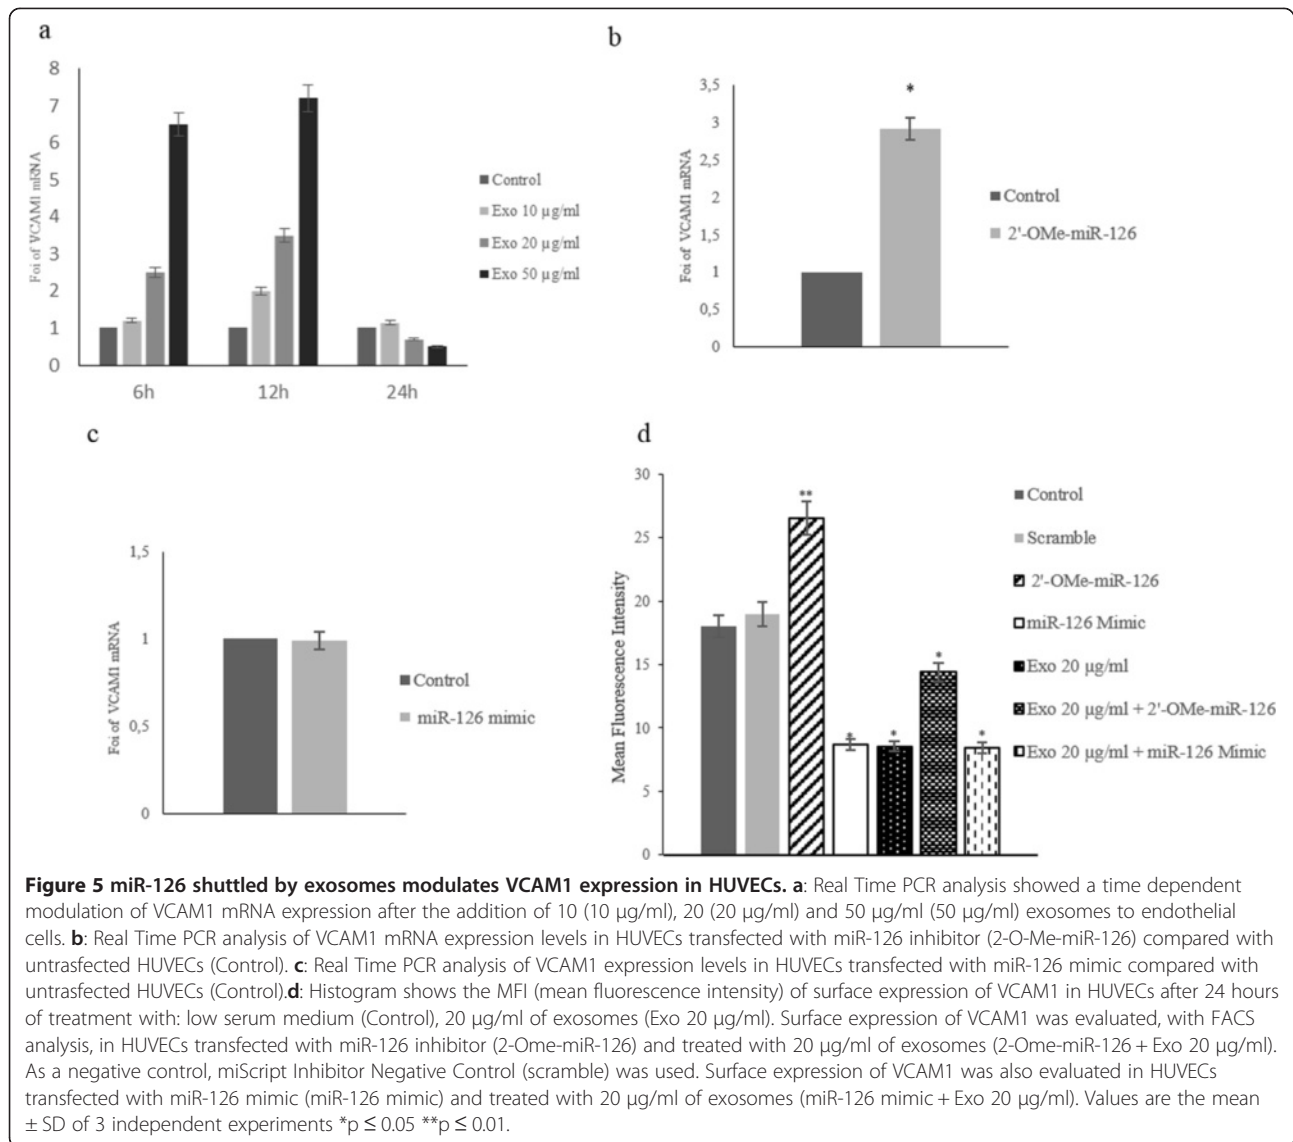 a
8
7
6
5
4
3
2
1
0
Foi of VCAM1 mRNA
6h 12h 24h
Control
Exo 10 µg/ml
Exo 20 µg/ml
Exo 50 µg/ml
b
3,5
3
2,5
2
1,5
1
0,5
0
Foi of VCAM1 mRNA
*
Control
2'-OMe-miR-126
c
1,5
1
0,5
0
Foi of VCAM1 mRNA
Control
miR-126 mimic
d
30
25
20
15
10
5
0
Mean Fluorescence Intensity
**
*
*
*
*
Control
Scramble
2'-OMe-miR-126
miR-126 Mimic
Exo 20 µg/ml
Exo 20 µg/ml + 2'-OMe-miR-126
Exo 20 µg/ml + miR-126 Mimic
Figure 5 miR-126 shuttled by exosomes modulates VCAM1 expression in HUVECs. a: Real Time PCR analysis showed a time dependent
modulation of VCAM1 mRNA expression after the addition of 10 (10 µg/ml), 20 (20 µg/ml) and 50 µg/ml (50 µg/ml) exosomes to endothelial
cells. b: Real Time PCR analysis of VCAM1 mRNA expression levels in HUVECs transfected with miR-126 inhibitor (2-O-Me-miR-126) compared with
untrasfected HUVECs (Control). c: Real Time PCR analysis of VCAM1 expression levels in HUVECs transfected with miR-126 mimic compared with
untrasfected HUVECs (Control).d: Histogram shows the MFI (mean fluorescence intensity) of surface expression of VCAM1 in HUVECs after 24 hours
of treatment with: low serum medium (Control), 20 µg/ml of exosomes (Exo 20 µg/ml). Surface expression of VCAM1 was evaluated, with FACS
analysis, in HUVECs transfected with miR-126 inhibitor (2-Ome-miR-126) and treated with 20 µg/ml of exosomes (2-Ome-miR-126 + Exo 20 µg/ml).
As a negative control, miScript Inhibitor Negative Control (scramble) was used. Surface expression of VCAM1 was also evaluated in HUVECs
transfected with miR-126 mimic (miR-126 mimic) and treated with 20 µg/ml of exosomes (miR-126 mimic + Exo 20 µg/ml). Values are the mean
± SD of 3 independent experiments *p ≤ 0.05 **p ≤ 0.01.